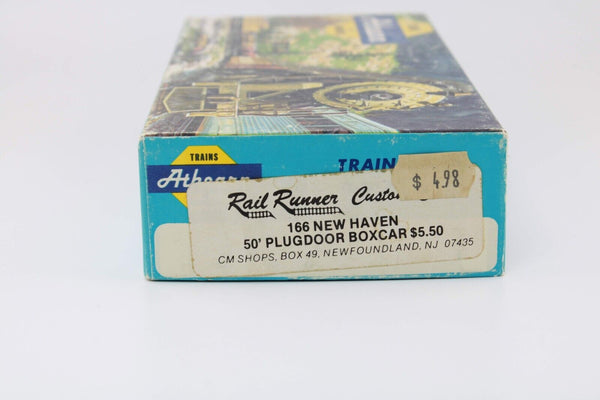 TRAINS
Athearn
TRAIN
$ 4.98
Rail Runner Custom
166 NEW HAVEN
50' PLUGDOOR BOXCAR $5.50
CM SHOPS, BOX 49, NEWFOUNDLAND, NJ 07435